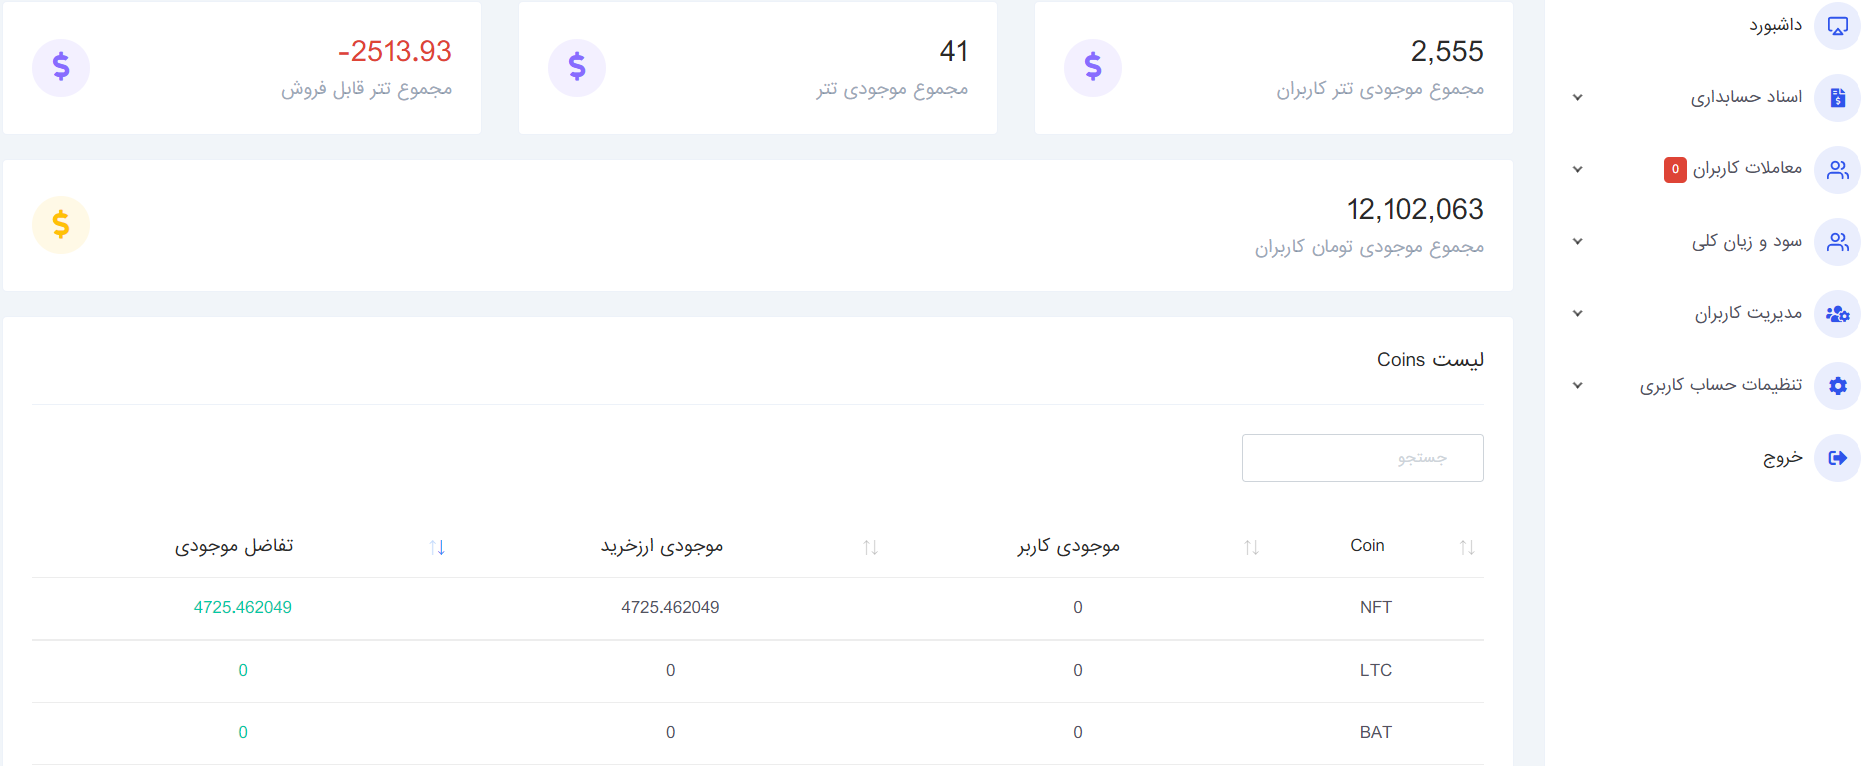 داشبورد
اسناد حسابداری
معاملات کاربران 0
سود و زیان کلی
مدیریت کاربران
تنظیمات حساب کاربری
خروج
2,555
مجموع موجودی تتر کاربران
41
مجموع موجودی تتر
-2513.93
مجموع تتر قابل فروش
12,102,063
مجموع موجودی تومان کاربران
لیست Coins
جستجو
Coin موجودی کاربر موجودی ارزخرید تفاضل موجودی
NFT 0 4725.462049 4725.462049
LTC 0 0 0
BAT 0 0 0